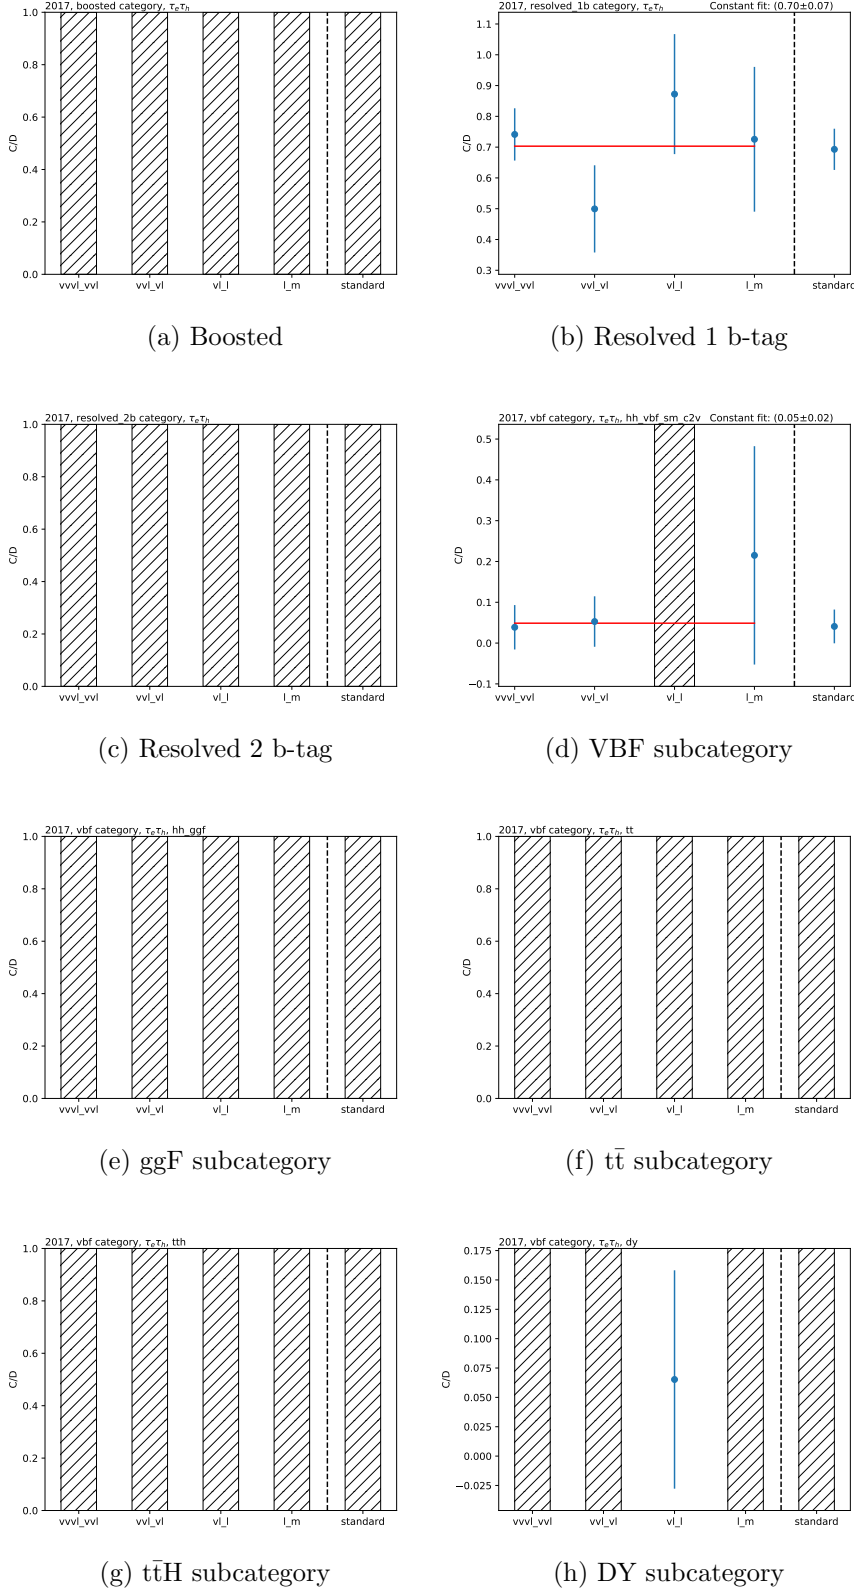 2017, boosted category, τₑτₕ
C/D
1.0
0.8
0.6
0.4
0.2
0.0
vvvl_vvl vvl_vl vl_l l_m standard
(a) Boosted
2017, resolved_1b category, τₑτₕ Constant fit: (0.70±0.07)
C/D
1.1
1.0
0.9
0.8
0.7
0.6
0.5
0.4
0.3
vvvl_vvl vvl_vl vl_l l_m standard
(b) Resolved 1 b-tag
2017, resolved_2b category, τₑτₕ
C/D
1.0
0.8
0.6
0.4
0.2
0.0
vvvl_vvl vvl_vl vl_l l_m standard
(c) Resolved 2 b-tag
2017, vbf category, τₑτₕ, hh_vbf_sm_c2v Constant fit: (0.05±0.02)
C/D
0.5
0.4
0.3
0.2
0.1
0.0
−0.1
vvvl_vvl vvl_vl vl_l l_m standard
(d) VBF subcategory
2017, vbf category, τₑτₕ, hh_ggf
C/D
1.0
0.8
0.6
0.4
0.2
0.0
vvvl_vvl vvl_vl vl_l l_m standard
(e) ggF subcategory
2017, vbf category, τₑτₕ, tt
C/D
1.0
0.8
0.6
0.4
0.2
0.0
vvvl_vvl vvl_vl vl_l l_m standard
(f) tt̄ subcategory
2017, vbf category, τₑτₕ, tth
C/D
1.0
0.8
0.6
0.4
0.2
0.0
vvvl_vvl vvl_vl vl_l l_m standard
(g) tt̄H subcategory
2017, vbf category, τₑτₕ, dy
C/D
0.175
0.150
0.125
0.100
0.075
0.050
0.025
0.000
−0.025
vvvl_vvl vvl_vl vl_l l_m standard
(h) DY subcategory